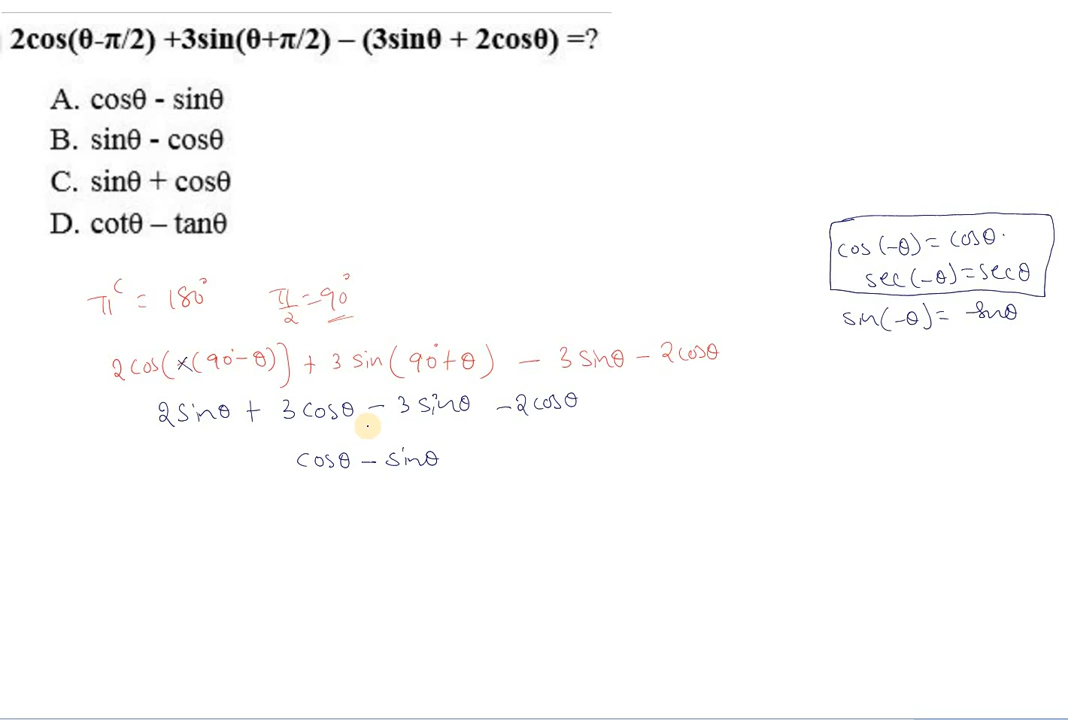 2cos(θ-π/2) +3sin(θ+π/2) – (3sinθ + 2cosθ) =?
A. cosθ - sinθ
B. sinθ - cosθ
C. sinθ + cosθ
D. cotθ – tanθ
cos(-θ) = cosθ.
sec(-θ) = secθ
sin(-θ) = -sinθ
π^c = 180° π/2 = 90°
2cos(×(90°-θ)] + 3 sin(90°+θ) - 3sinθ - 2cosθ
2sinθ + 3cosθ - 3sinθ - 2cosθ
cosθ - sinθ